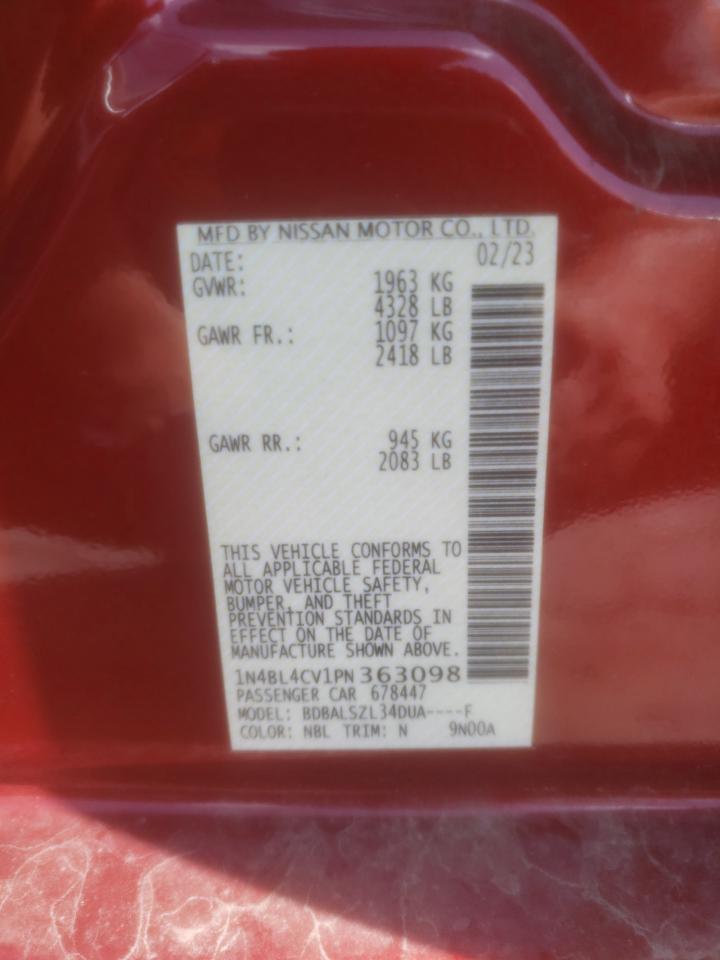 MFD BY NISSAN MOTOR CO., LTD.
DATE: 02/23
GVWR: 1963 KG
4328 LB
GAWR FR.: 1097 KG
2418 LB
GAWR RR.: 945 KG
2083 LB
THIS VEHICLE CONFORMS TO
ALL APPLICABLE FEDERAL
MOTOR VEHICLE SAFETY,
BUMPER, AND THEFT
PREVENTION STANDARDS IN
EFFECT ON THE DATE OF
MANUFACTURE SHOWN ABOVE.
1N4BL4CV1PN363098
PASSENGER CAR 678447
MODEL: BDBALSZL34DUA----F
COLOR: NBL TRIM: N 9N00A